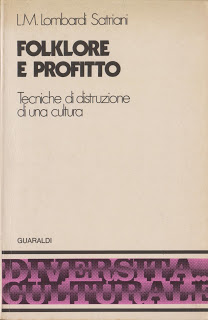 L.M. Lombardi Satriani
FOLKLORE
E PROFITTO
Tecniche di distruzione
di una cultura
GUARALDI
DIVERSITÀ
CULTURALE